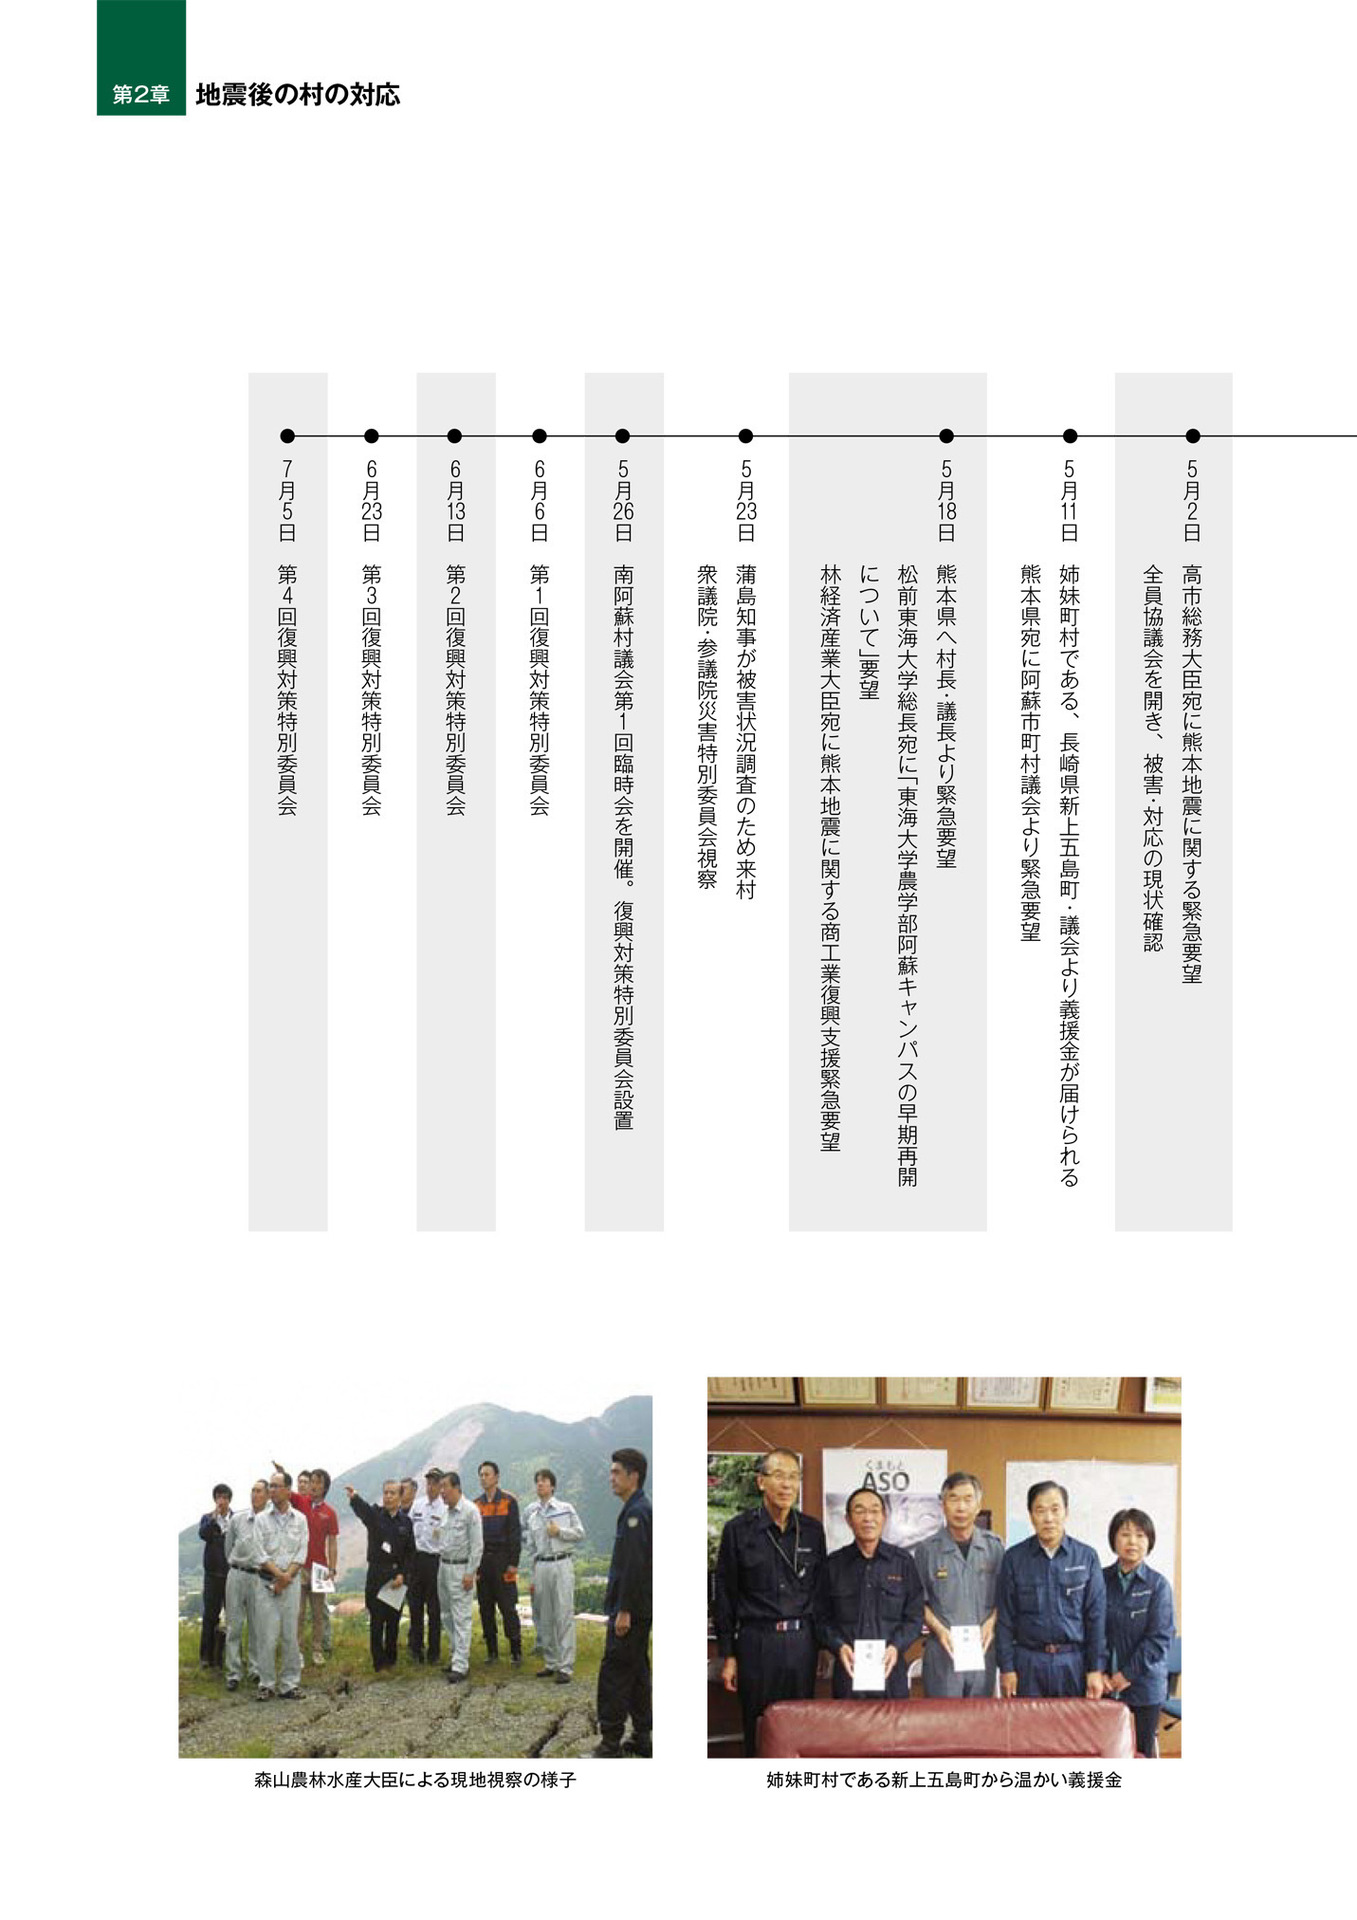 第2章
地震後の村の対応
5月2日
高市総務大臣宛に熊本地震に関する緊急要望
全員協議会を開き、被害・対応の現状確認
5月11日
姉妹町村である、長崎県新上五島町・議会より義援金が届けられる
熊本県宛に阿蘇市町村議会より緊急要望
5月18日
熊本県へ村長・議長より緊急要望
松前東海大学総長宛に「東海大学農学部阿蘇キャンパスの早期再開
について」要望
林経済産業大臣宛に熊本地震に関する商工業復興支援緊急要望
5月23日
蒲島知事が被害状況調査のため来村
衆議院・参議院災害特別委員会視察
5月26日
南阿蘇村議会第1回臨時会を開催。復興対策特別委員会設置
6月6日
第1回復興対策特別委員会
6月13日
第2回復興対策特別委員会
6月23日
第3回復興対策特別委員会
7月5日
第4回復興対策特別委員会
くまもと
ASO
森山農林水産大臣による現地視察の様子
姉妹町村である新上五島町から温かい義援金